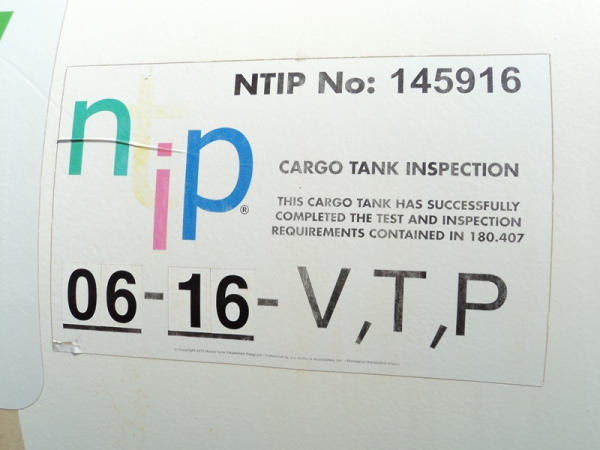 NTIP No: 145916
ntip®
CARGO TANK INSPECTION
THIS CARGO TANK HAS SUCCESSFULLY
COMPLETED THE TEST AND INSPECTION
REQUIREMENTS CONTAINED IN 180.407
06-16-V,T,P